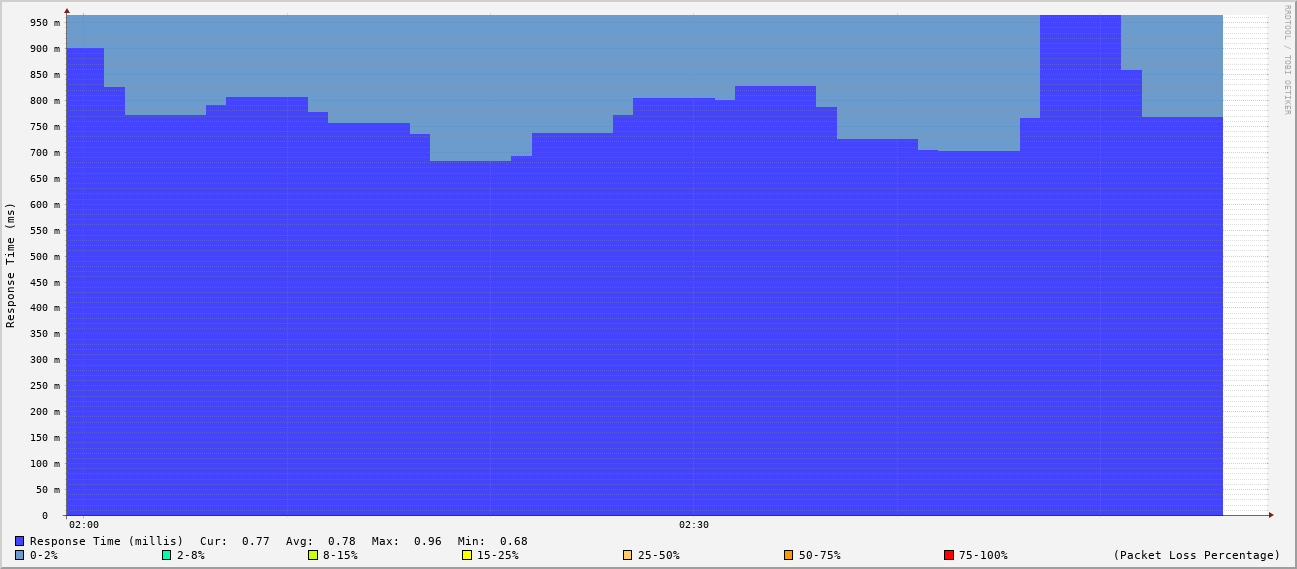 RRDTOOL / TOBI OETIKER
Response Time (ms)
950 m
900 m
850 m
800 m
750 m
700 m
650 m
600 m
550 m
500 m
450 m
400 m
350 m
300 m
250 m
200 m
150 m
100 m
50 m
0
02:00 02:30
Response Time (millis) Cur: 0.77 Avg: 0.78 Max: 0.96 Min: 0.68
0-2% 2-8% 8-15% 15-25% 25-50% 50-75% 75-100% (Packet Loss Percentage)